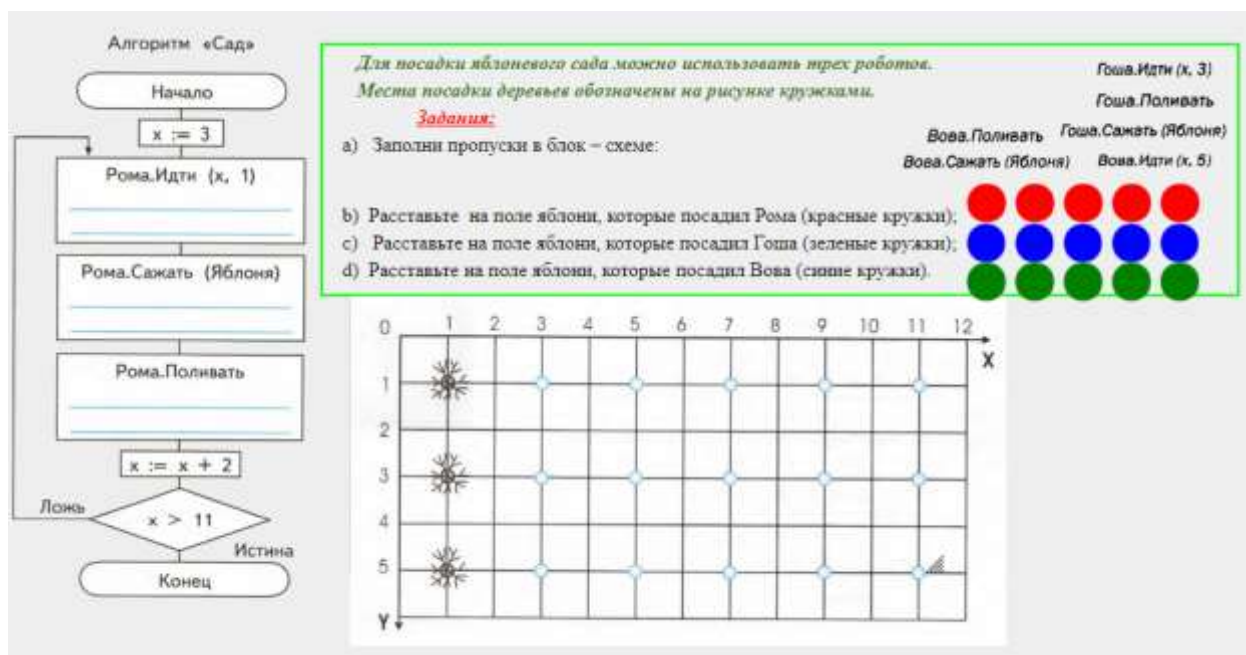 Алгоритм «Сад»
Начало
x := 3
Рома.Идти (x, 1)
Рома.Сажать (Яблоня)
Рома.Поливать
x := x + 2
Ложь
x > 11
Истина
Конец
Для посадки яблоневого сада можно использовать трех роботов.
Места посадки деревьев обозначены на рисунке кружками.
Задания:
a) Заполни пропуски в блок – схеме:
Гоша.Идти (x, 3)
Гоша.Поливать
Вова.Поливать Гоша.Сажать (Яблоня)
Вова.Сажать (Яблоня) Вова.Идти (x, 5)
b) Расставьте на поле яблони, которые посадил Рома (красные кружки);
c) Расставьте на поле яблони, которые посадил Гоша (зеленые кружки);
d) Расставьте на поле яблони, которые посадил Вова (синие кружки).
0 1 2 3 4 5 6 7 8 9 10 11 12
X
1
2
3
4
5
Y